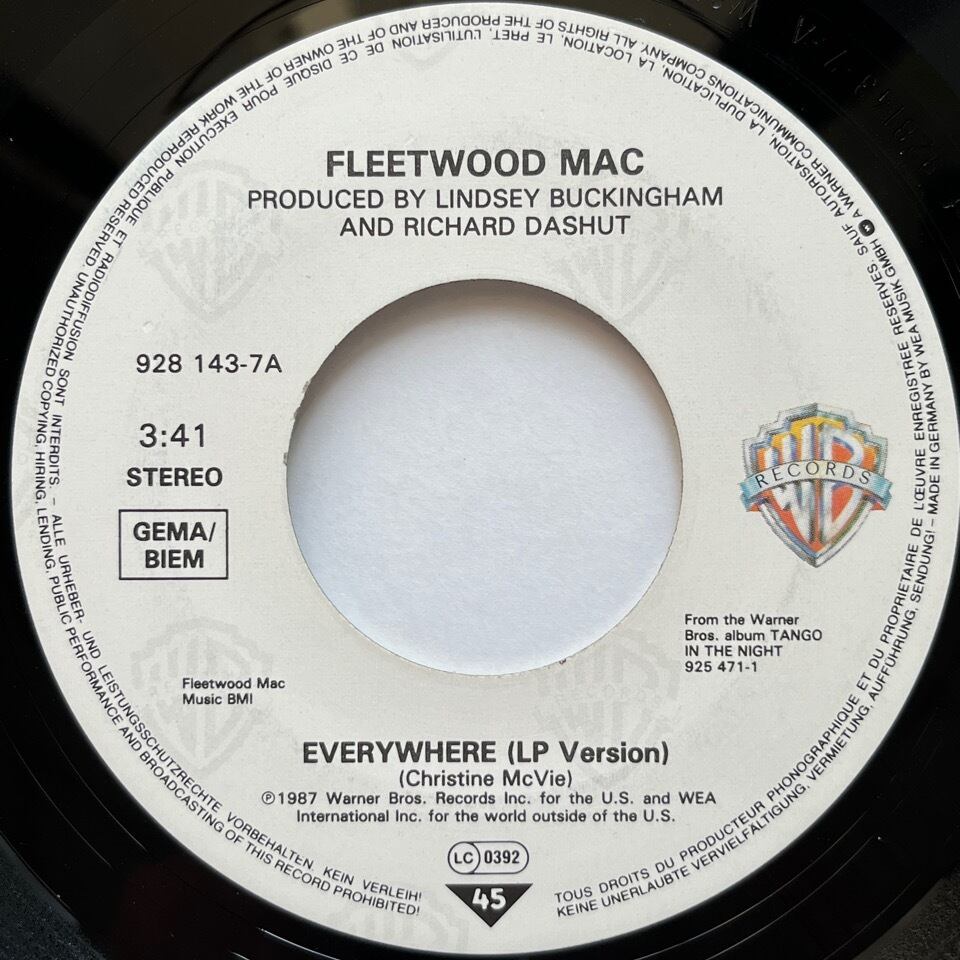 FLEETWOOD MAC
PRODUCED BY LINDSEY BUCKINGHAM
AND RICHARD DASHUT
928 143-7A
3:41
STEREO
GEMA/
BIEM
RECORDS
From the Warner
Bros. album TANGO
IN THE NIGHT
925 471-1
Fleetwood Mac
Music BMI
EVERYWHERE (LP Version)
(Christine McVie)
℗1987 Warner Bros. Records Inc. for the U.S. and WEA
International Inc. for the world outside of the U.S.
LC 0392
45
TOUS DROITS DU PRODUCTEUR PHONOGRAPHIQUE ET DU PROPRIETAIRE DE L'ŒUVRE ENREGISTREE RESERVES. SAUF AUTORISATION, LA DUPLICATION, LA LOCATION, LE PRET, L'UTILISATION DE CE DISQUE POUR EXECUTION PUBLIQUE ET RADIODIFFUSION SONT INTERDITS. – ALLE URHEBER- UND LEISTUNGSSCHUTZRECHTE VORBEHALTEN. KEIN VERLEIH!
KEINE UNERLAUBTE VERVIELFÄLTIGUNG, VERMIETUNG, AUFFÜHRUNG, SENDUNG! – MADE IN GERMANY BY WEA MUSIK GMBH A WARNER COMMUNICATIONS COMPANY. ALL RIGHTS OF THE PRODUCER AND OF THE OWNER OF THE WORK REPRODUCED RESERVED. UNAUTHORIZED COPYING, HIRING, LENDING, PUBLIC PERFORMANCE AND BROADCASTING OF THIS RECORD PROHIBITED!